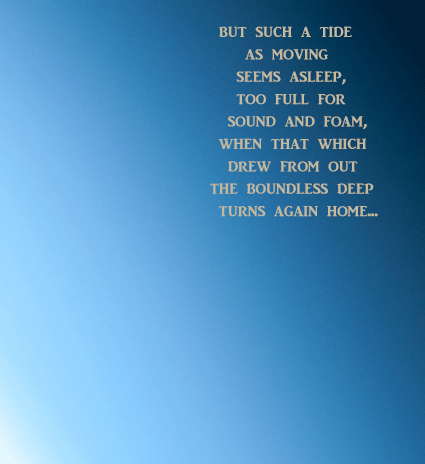 BUT SUCH A TIDE
AS MOVING
SEEMS ASLEEP,
TOO FULL FOR
SOUND AND FOAM,
WHEN THAT WHICH
DREW FROM OUT
THE BOUNDLESS DEEP
TURNS AGAIN HOME...